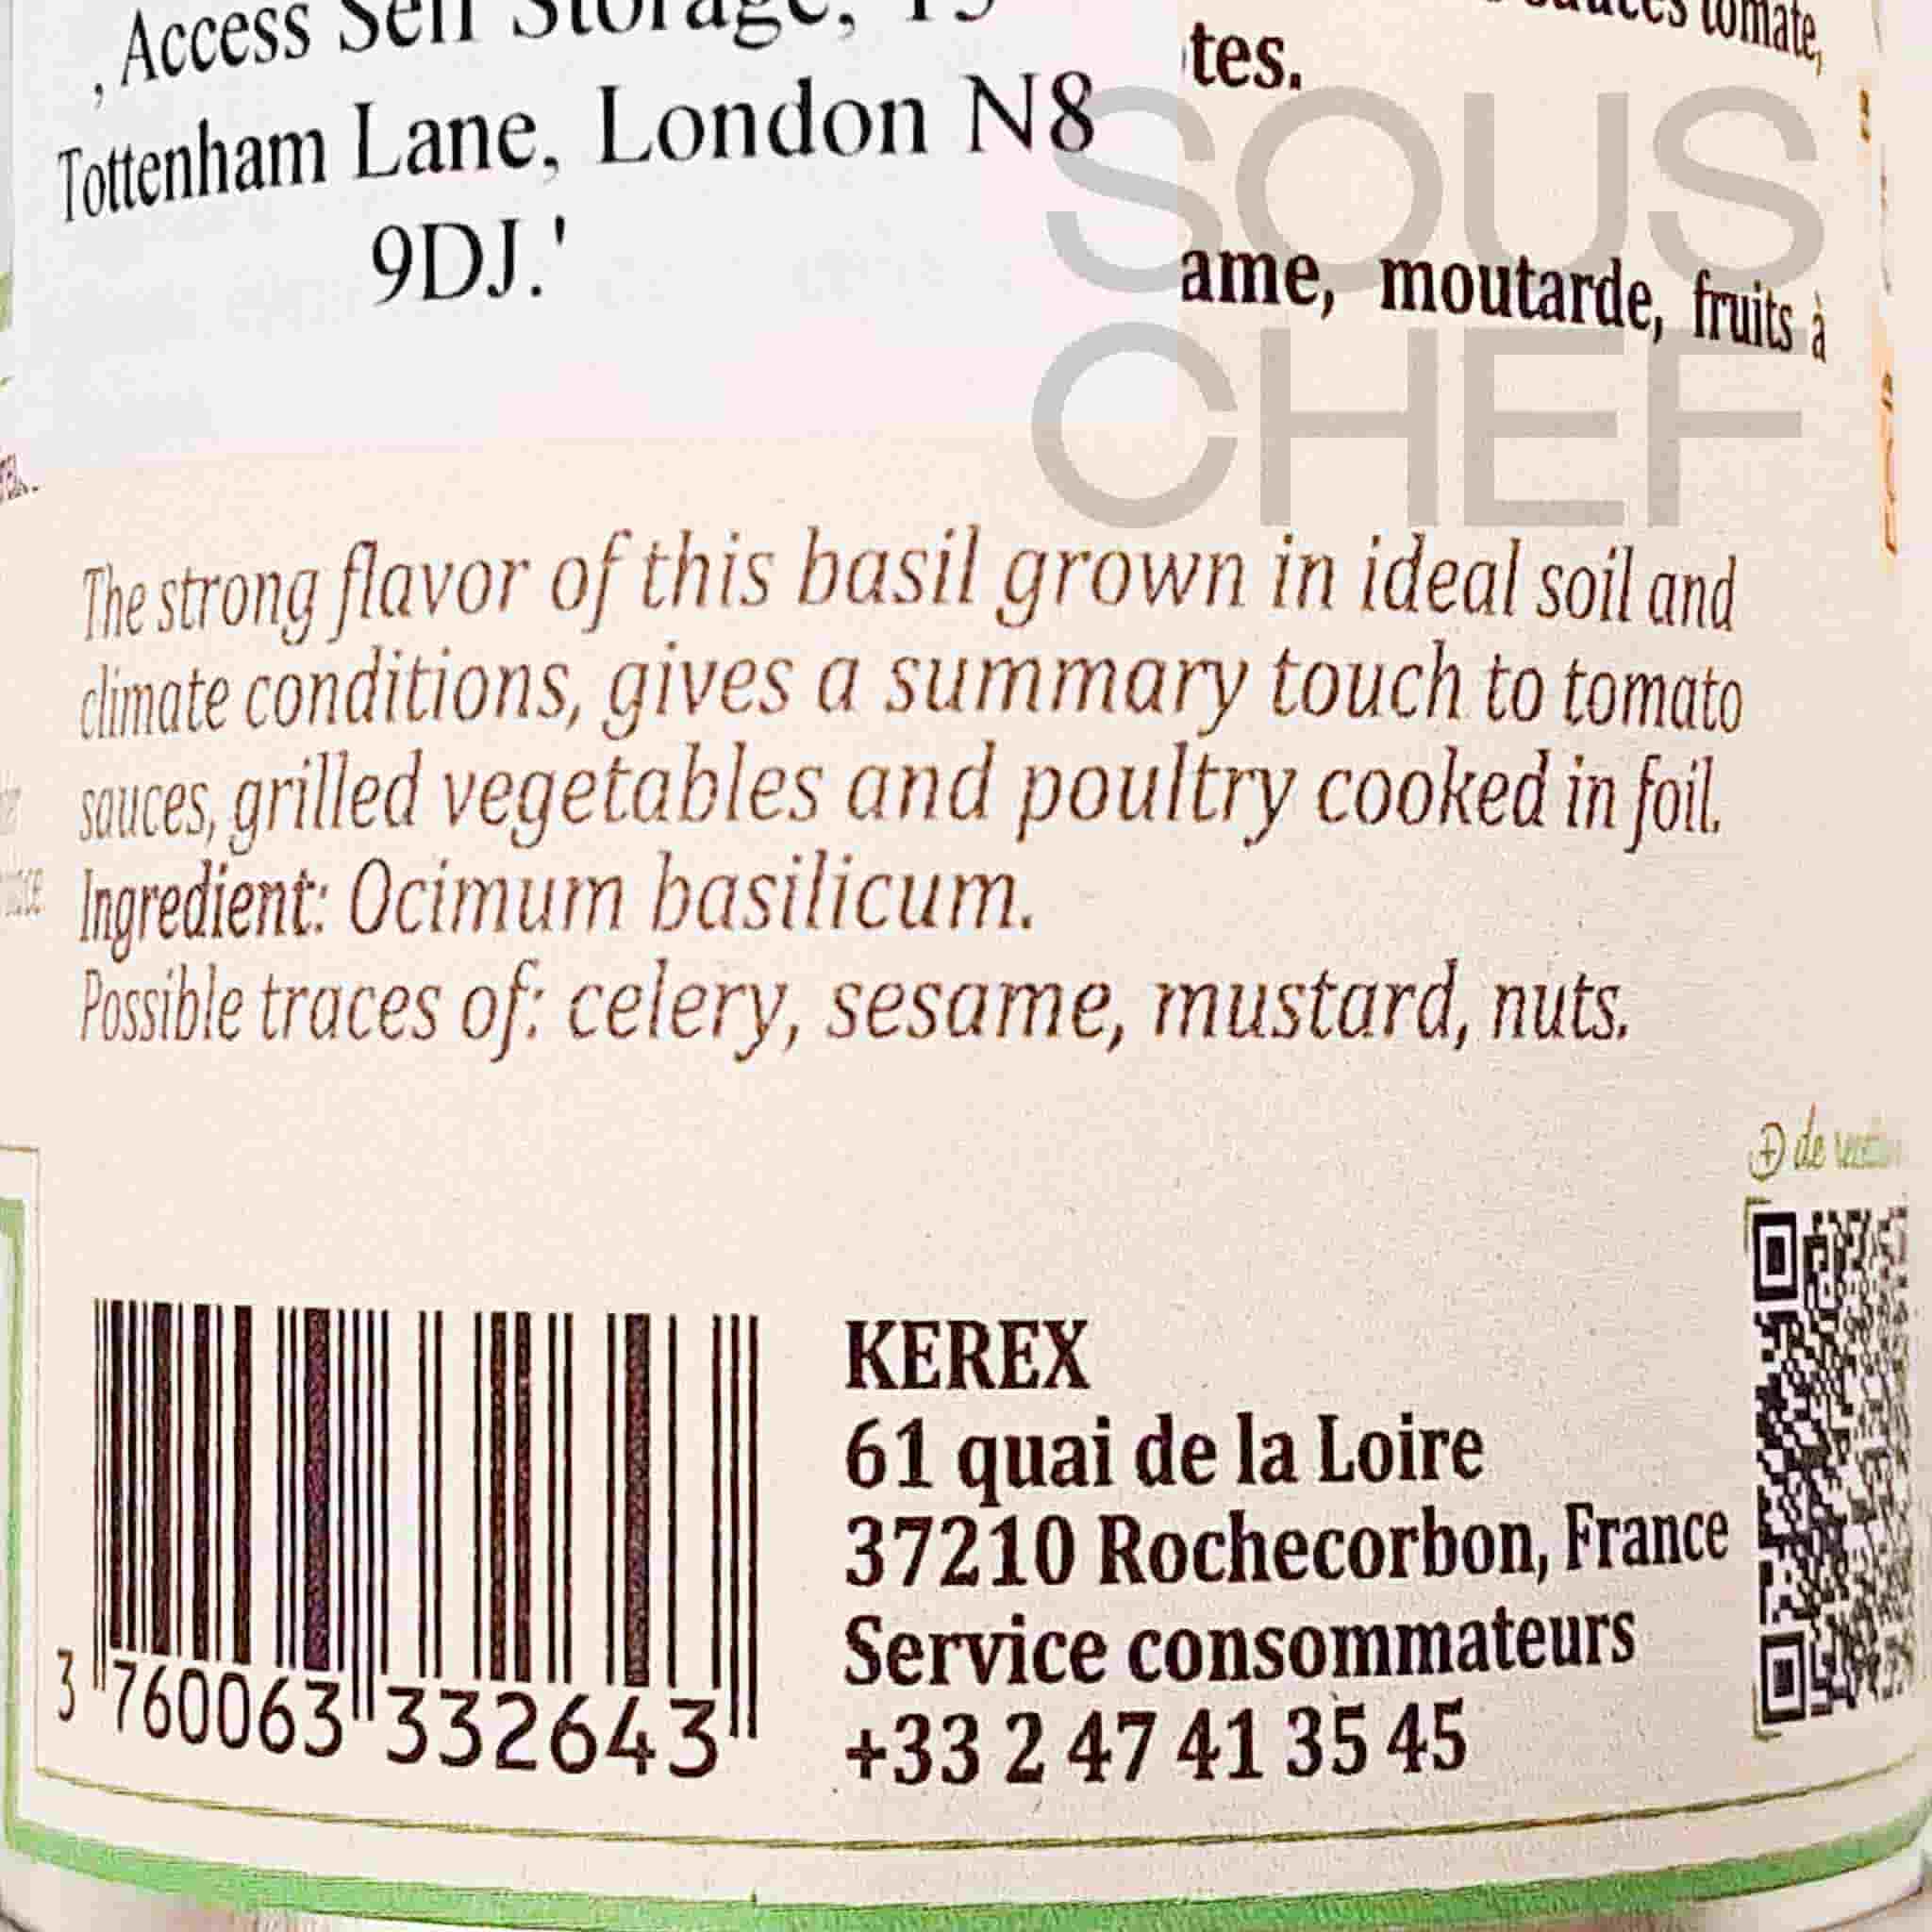 , Access Self Storage, 15
Tottenham Lane, London N8
9DJ.'
tomate,
tes.
SOUS
CHEF
ame, moutarde, fruits à
The strong flavor of this basil grown in ideal soil and
climate conditions, gives a summary touch to tomato
sauces, grilled vegetables and poultry cooked in foil.
Ingredient: Ocimum basilicum.
Possible traces of: celery, sesame, mustard, nuts.
+ de
KEREX
61 quai de la Loire
37210 Rochecorbon, France
Service consommateurs
+33 2 47 41 35 45
3 760063 332643